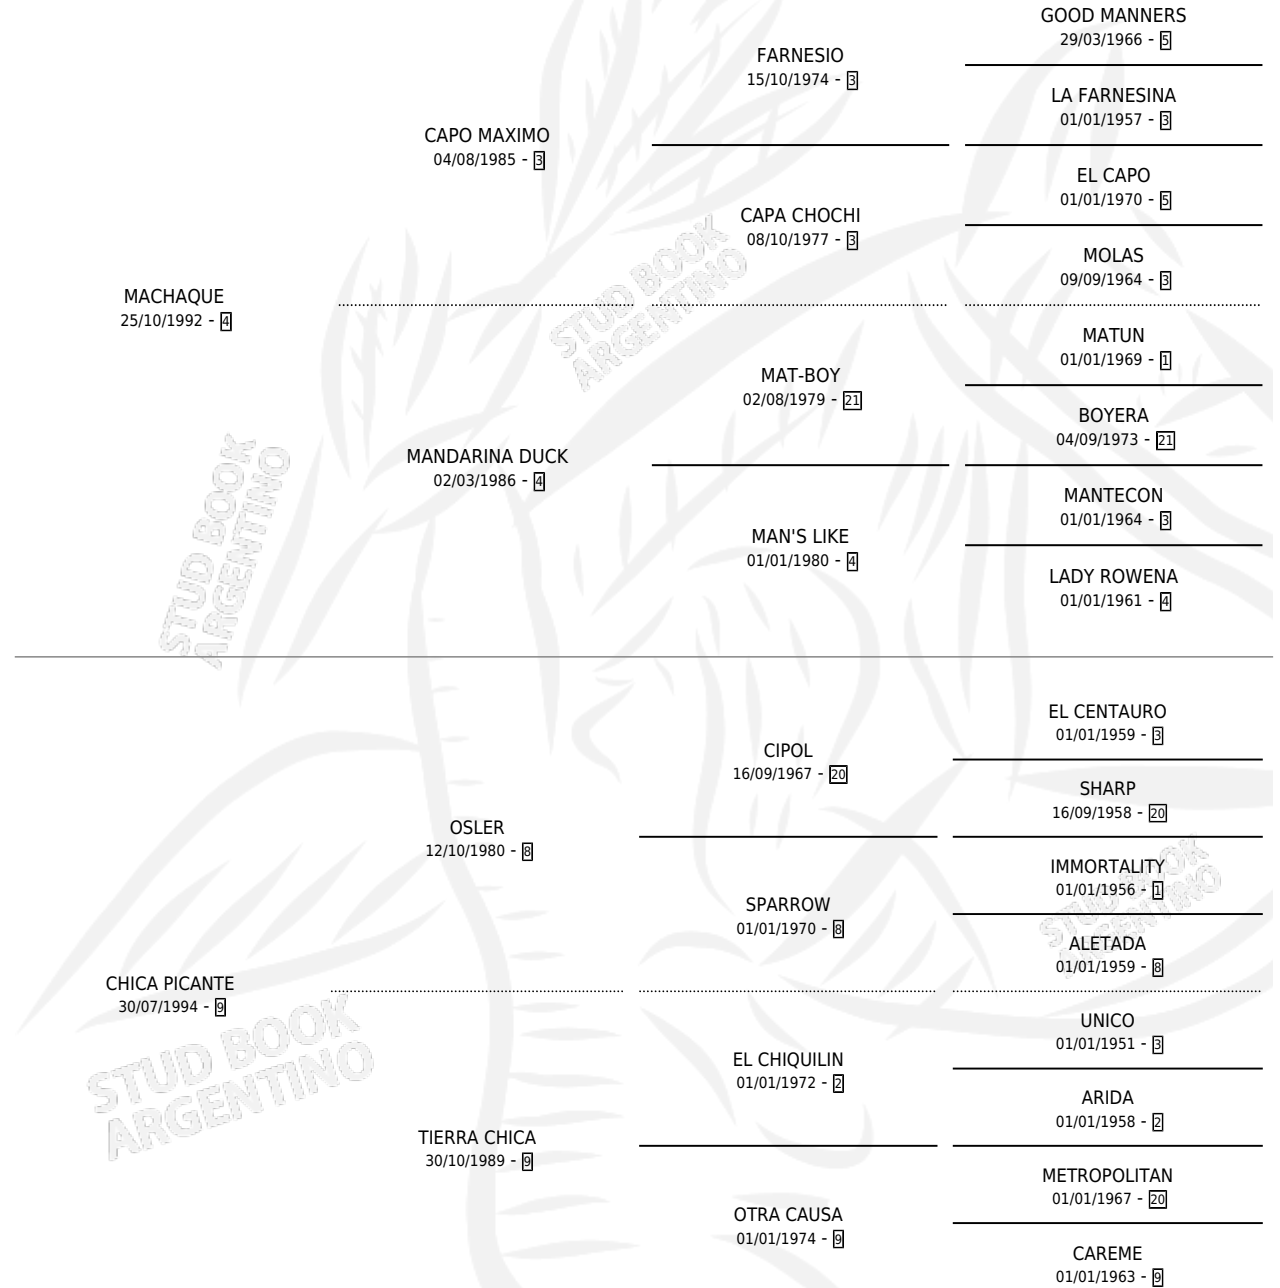 GOOD MANNERS
29/03/1966 - 5
FARNESIO
15/10/1974 - 3
LA FARNESINA
01/01/1957 - 3
CAPO MAXIMO
04/08/1985 - 3
EL CAPO
01/01/1970 - 5
CAPA CHOCHI
08/10/1977 - 3
MOLAS
09/09/1964 - 3
MACHAQUE
25/10/1992 - 4
MATUN
01/01/1969 - 1
MAT-BOY
02/08/1979 - 21
BOYERA
04/09/1973 - 21
MANDARINA DUCK
02/03/1986 - 4
MANTECON
01/01/1964 - 3
MAN'S LIKE
01/01/1980 - 4
LADY ROWENA
01/01/1961 - 4
STUD BOOK
ARGENTINO
STUD BOOK
ARGENTINO
EL CENTAURO
01/01/1959 - 3
CIPOL
16/09/1967 - 20
SHARP
16/09/1958 - 20
OSLER
12/10/1980 - 8
IMMORTALITY
01/01/1956 - 1
SPARROW
01/01/1970 - 8
ALETADA
01/01/1959 - 8
STUD BOOK
ARGENTINO
CHICA PICANTE
30/07/1994 - 9
UNICO
01/01/1951 - 3
EL CHIQUILIN
01/01/1972 - 2
ARIDA
01/01/1958 - 2
TIERRA CHICA
30/10/1989 - 9
METROPOLITAN
01/01/1967 - 20
OTRA CAUSA
01/01/1974 - 9
CAREME
01/01/1963 - 9
STUD BOOK
ARGENTINO